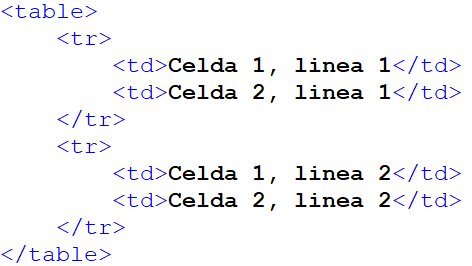 <table>
    <tr>
        <td>Celda 1, linea 1</td>
        <td>Celda 2, linea 1</td>
    </tr>
    <tr>
        <td>Celda 1, linea 2</td>
        <td>Celda 2, linea 2</td>
    </tr>
</table>